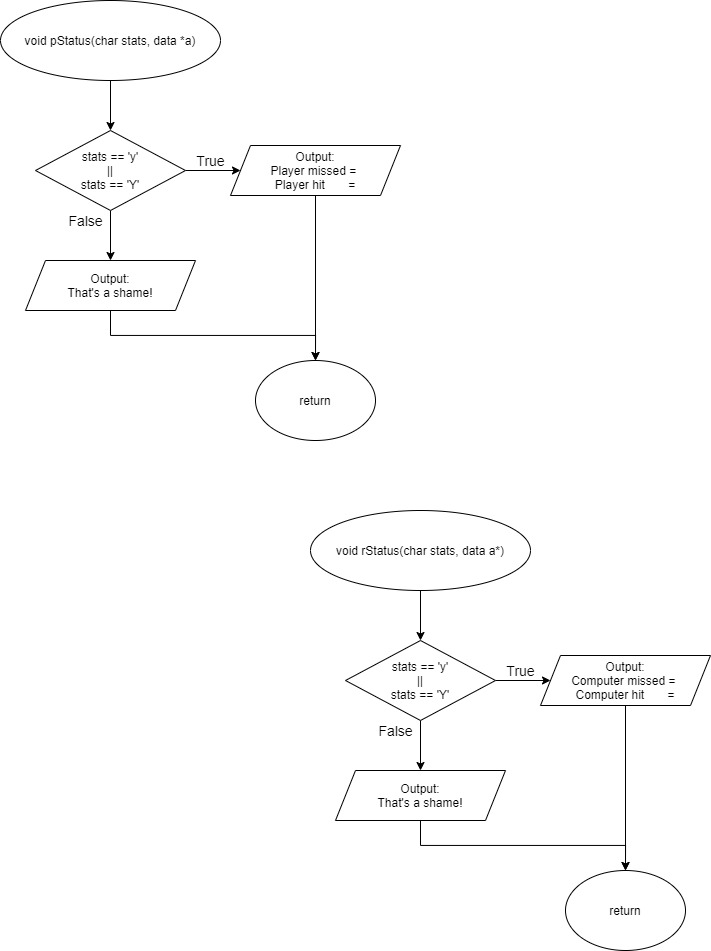 void pStatus(char stats, data *a)
stats == 'y'
||
stats == 'Y'
True
Output:
Player missed =
Player hit =
False
Output:
That's a shame!
return
void rStatus(char stats, data a*)
stats == 'y'
||
stats == 'Y'
True
Output:
Computer missed =
Computer hit =
False
Output:
That's a shame!
return